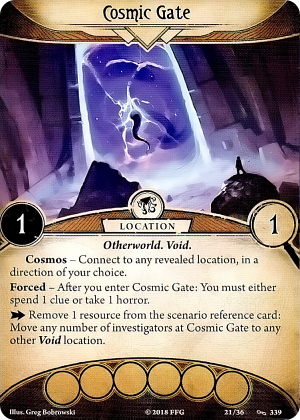 Cosmic Gate
1
1
LOCATION
Otherworld. Void.
Cosmos – Connect to any revealed location, in a
direction of your choice.
Forced – After you enter Cosmic Gate: You must either
spend 1 clue or take 1 horror.
Remove 1 resource from the scenario reference card:
Move any number of investigators at Cosmic Gate to any
other Void location.
Illus. Greg Bobrowski
© 2018 FFG
21/36
339